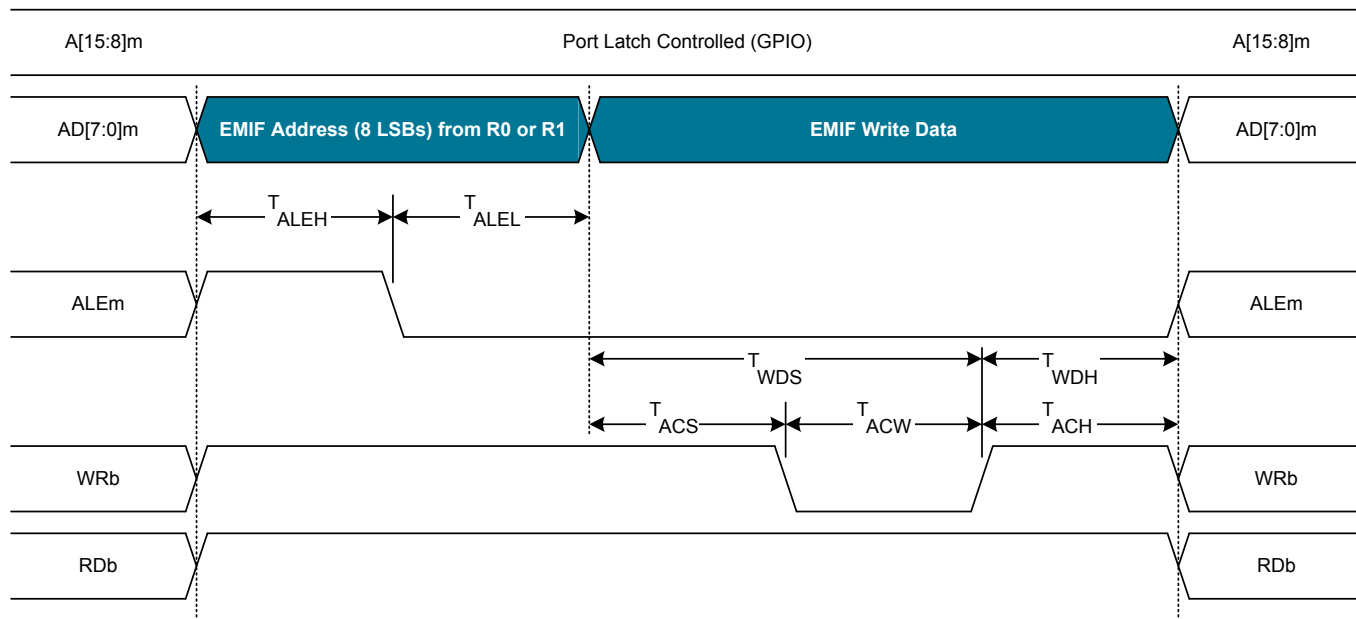 A[15:8]m Port Latch Controlled (GPIO) A[15:8]m
AD[7:0]m EMIF Address (8 LSBs) from R0 or R1 EMIF Write Data AD[7:0]m
TALEH TALEL
ALEm ALEm
TWDS TWDH
TACS TACW TACH
WRb WRb
RDb RDb